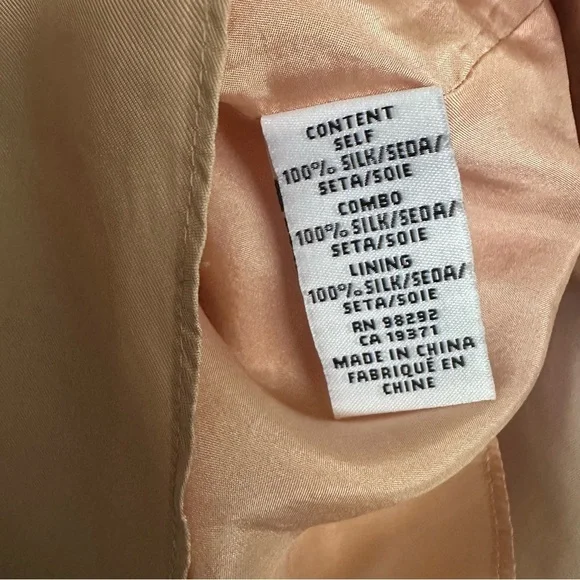 CONTENT
SELF
100% SILK/SEDA/
SETA/SOIE
COMBO
100% SILK/SEDA/
SETA/SOIE
LINING
100% SILK/SEDA/
SETA/SOIE
RN 98292
CA 19371
MADE IN CHINA
FABRIQUÉ EN
CHINE